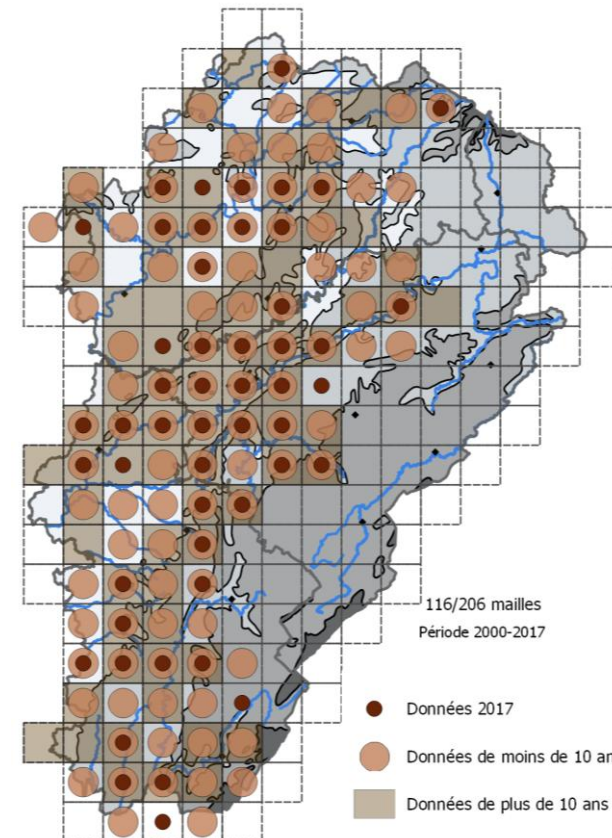 116/206 mailles
Période 2000-2017
Données 2017
Données de moins de 10 an
Données de plus de 10 ans